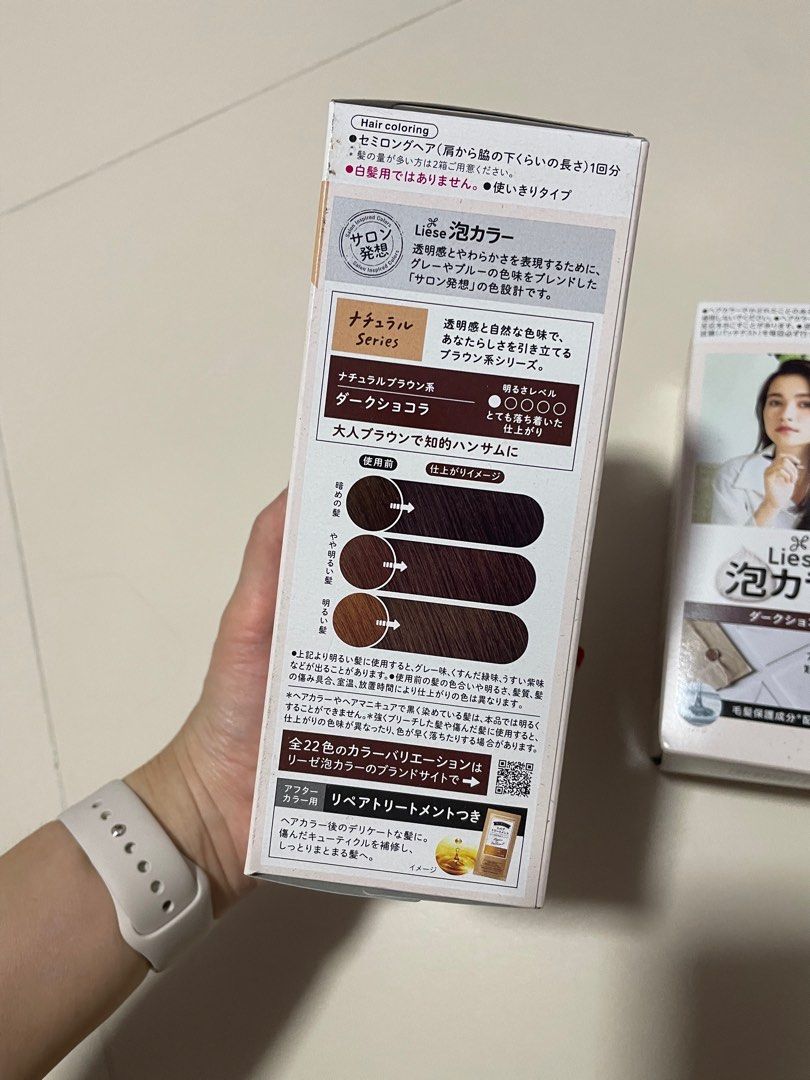 Hair coloring
●セミロングヘア(肩から脇の下くらいの長さ)1回分
*髪の量が多い方は2箱ご用意ください。
●白髪用ではありません。●使いきりタイプ
Salon Inspired Colors
サロン
発想
Salon Inspired Colors
Liese 泡カラー
透明感とやわらかさを表現するために、
グレーやブルーの色味をブレンドした
「サロン発想」の色設計です。
ナチュラル
Series
透明感と自然な色味で、
あなたらしさを引き立てる
ブラウン系シリーズ。
ナチュラルブラウン系
ダークショコラ
明るさレベル
とても落ち着いた
仕上がり
大人ブラウンで知的ハンサムに
使用前
仕上がりイメージ
暗めの髪
やや明るい髪
明るい髪
●上記より明るい髪に使用すると、グレー味、くすんだ緑味、うすい紫味
などが出ることがあります。●使用前の髪の色合いや明るさ、髪質、髪
の傷み具合、室温、放置時間により仕上がりの色は異なります。
*ヘアカラーやヘアマニキュアで黒く染めている髪は、本品では明るく
することができません。*強くブリーチした髪や傷んだ髪に使用すると、
仕上がりの色味が異なったり、色が早く落ちたりする場合があります。
全22色のカラーバリエーションは
リーゼ泡カラーのブランドサイトで➡
アフター
カラー用
リペアトリートメントつき
ヘアカラー後のデリケートな髪に。
傷んだキューティクルを補修し、
しっとりまとまる髪へ。
イメージ
Lies
泡カ
ダークショコ
毛髪保護成分*